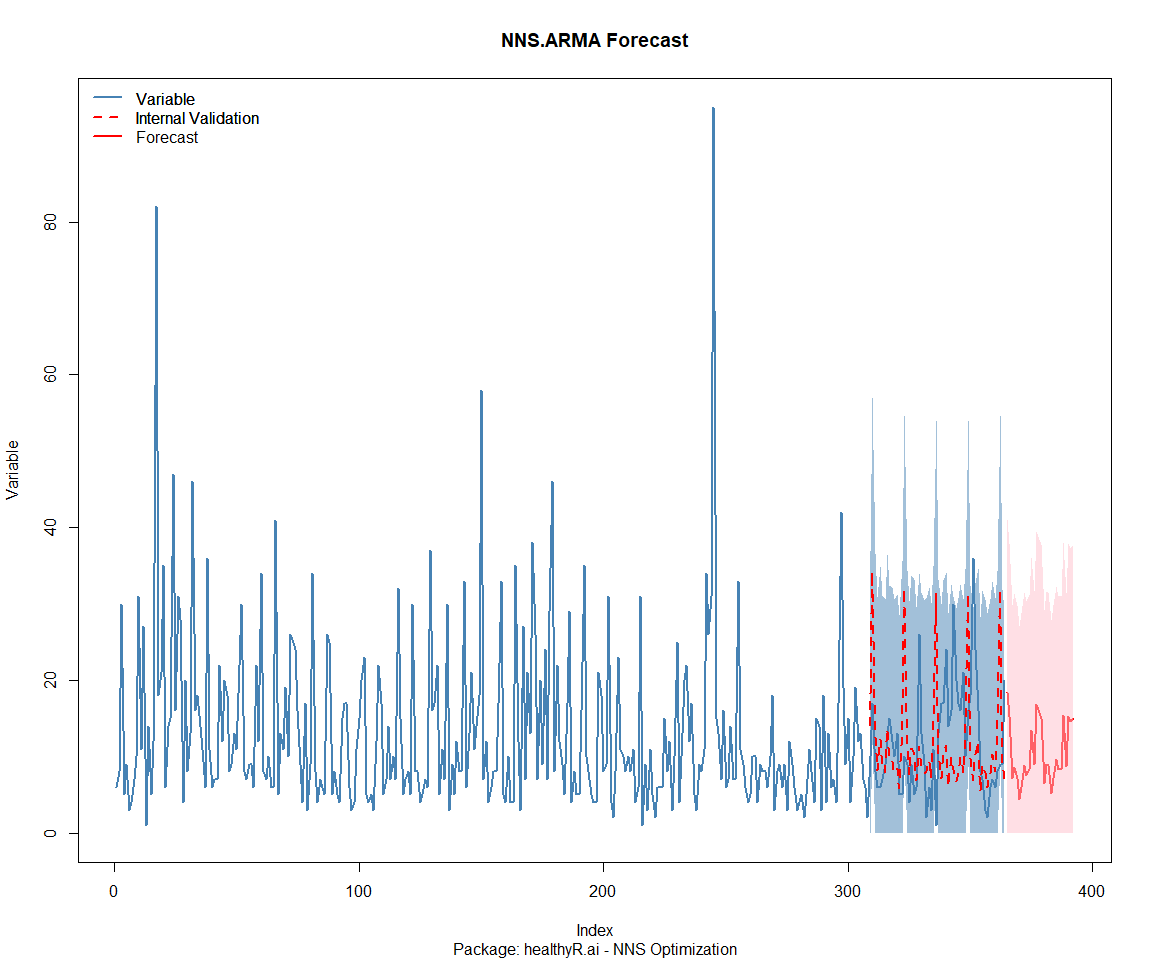 NNS.ARMA Forecast
Variable
Internal Validation
Forecast
Variable
80
60
40
20
0
0 100 200 300 400
Index
Package: healthyR.ai - NNS Optimization